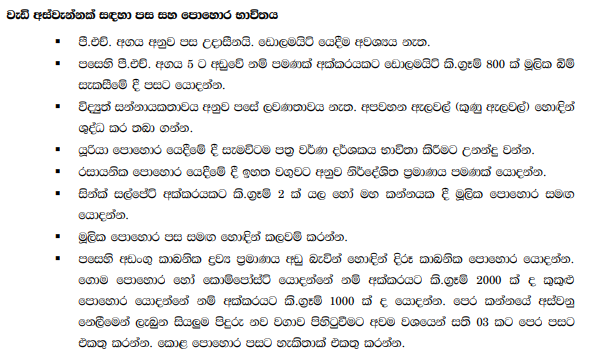 වැඩි අස්වැන්නක් සඳහා පස සහ පොහොර භාවිතය
▪ පී.එච්. අගය අනුව පස උදාසීනයි. ඩොලමයිට් යෙදීම අවශ්‍යය නැත.
▪ පසෙහි පී.එච්. අගය 5 ට අඩුවේ නම් පමණක් අක්කරයකට ඩොලමයිට් කි.ග්‍රෑම් 800 ක් මූලික බිම්
සැකසීමේ දී පසට යොදන්න.
▪ විද්‍යුත් සන්නායකතාවය අනුව පසේ ලවණතාවය නැත. අපවහන ඇලවල් (කුණු ඇලවල්) හොඳින්
ශුද්ධ කර තබා ගන්න.
▪ යූරියා පොහොර යෙදීමේ දී සැමවිටම පත්‍ර වර්ණ දර්ශකය භාවිතා කිරීමට උනන්දු වන්න.
▪ රසායනික පොහොර යෙදීමේ දී ඉහත වගුවට අනුව නිර්දේශිත ප්‍රමාණය පමණක් යොදන්න.
▪ සින්ක් සල්පේට් අක්කරයකට කි.ග්‍රෑම් 2 ක් යල හෝ මහ කන්නයක දී මූලික පොහොර සමඟ
යොදන්න.
▪ මූලික පොහොර පස සමඟ හොඳින් කලවම් කරන්න.
▪ පසෙහි අඩංගු කාබනික ද්‍රව්‍ය ප්‍රමාණය අඩු බැවින් හොඳින් දිරූ කාබනික පොහොර යොදන්න.
ගොම පොහොර හෝ කොම්පෝස්ට් යොදන්නේ නම් අක්කරයට කි.ග්‍රෑම් 2000 ක් ද කුකුළු
පොහොර යොදන්නේ නම් අක්කරයට කි.ග්‍රෑම් 1000 ක් ද යොදන්න. පෙර කන්නයේ අස්වනු
නෙලීමෙන් ලැබුන සියලුම පිදුරු නව වගාව පිහිටුවීමට අවම වශයෙන් සති 03 කට පෙර පසට
එකතු කරන්න. කොළ පොහොර පසට හැකිතාක් එකතු කරන්න.